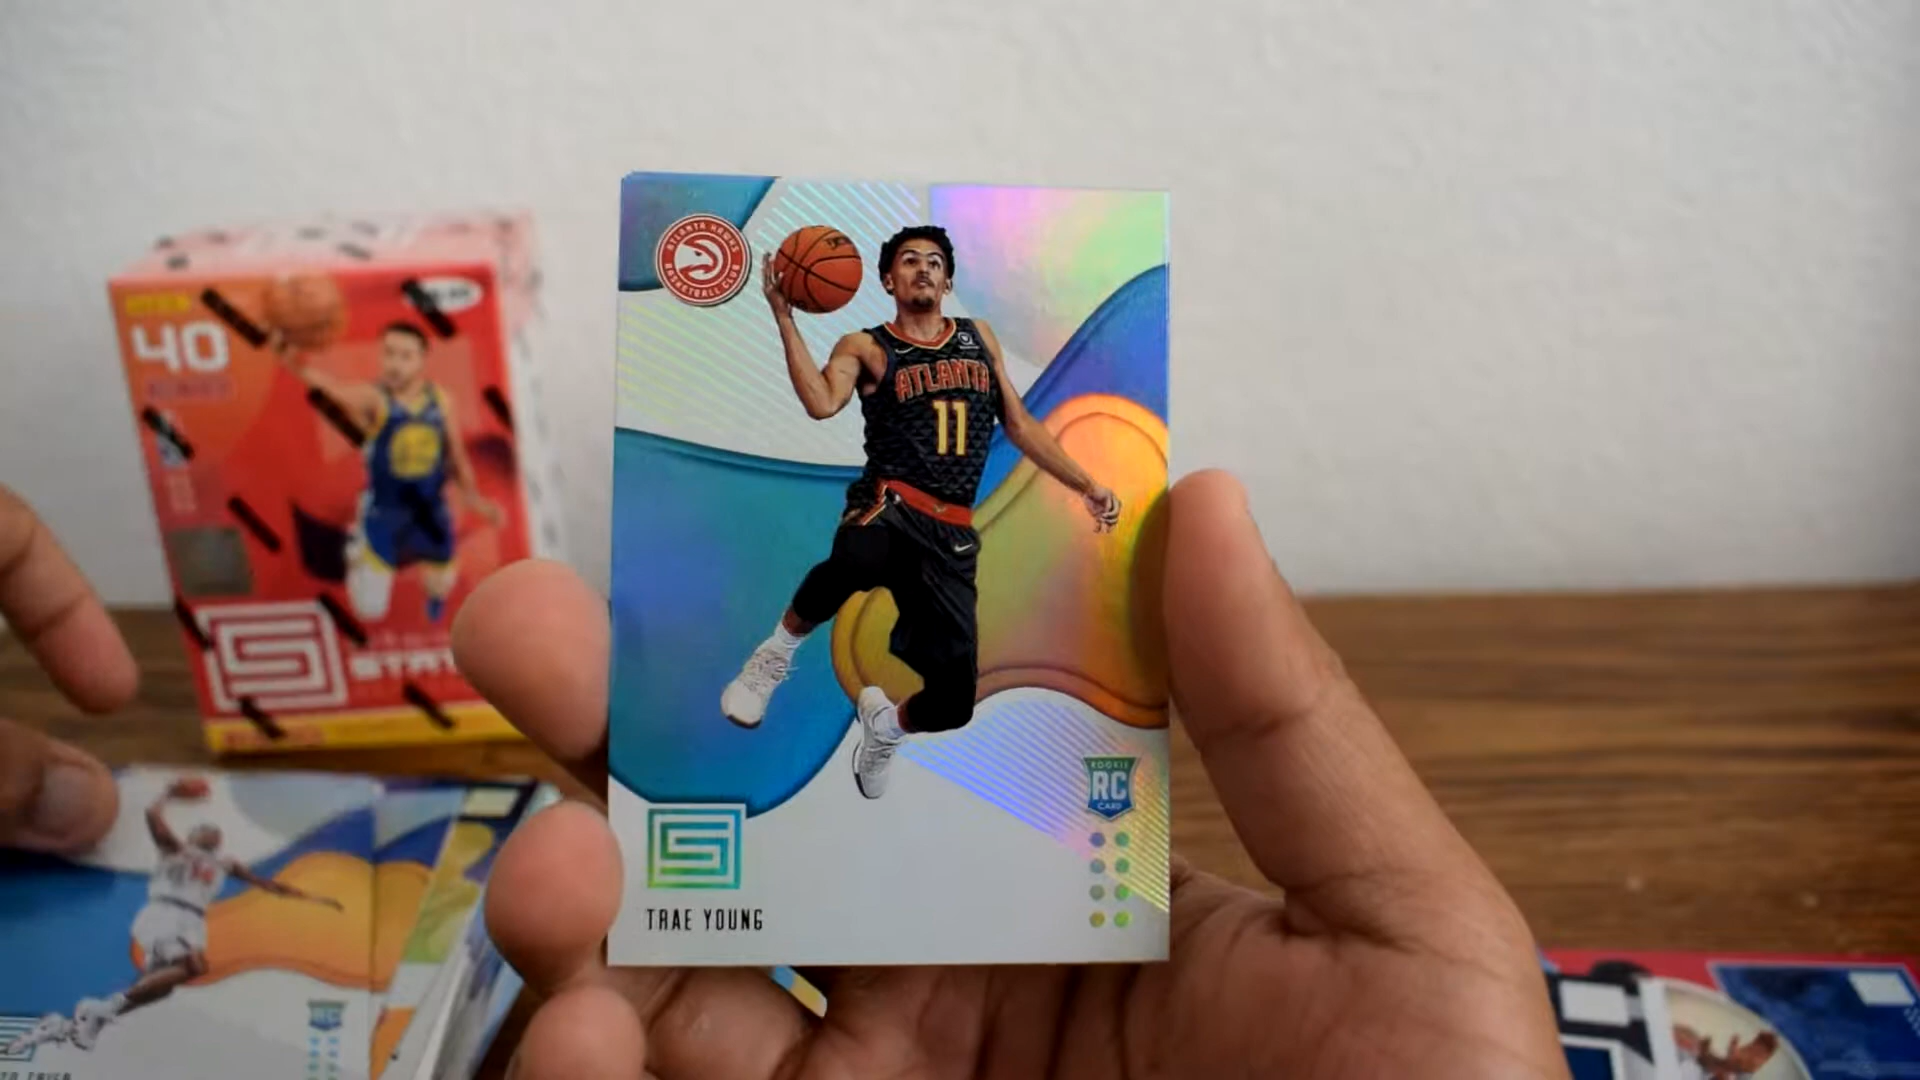 ATLANTA HAWKS
BASKETBALL CLUB
ATLANTA
11
ROOKIE
RC
CARD
TRAE YOUNG
40